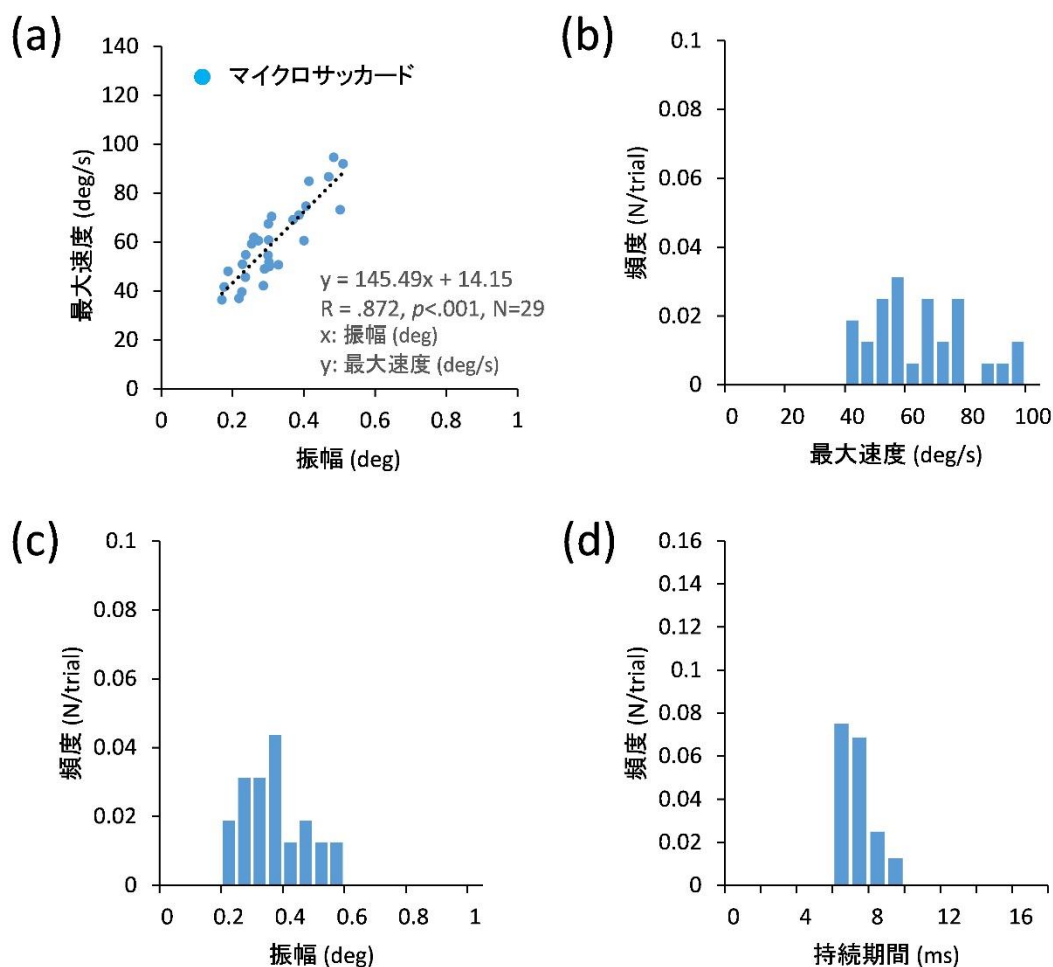 (a)
140
120
100
80
60
40
20
0
最大速度 (deg/s)
マイクロサッカード
y = 145.49x + 14.15
R = .872, p<.001, N=29
x: 振幅 (deg)
y: 最大速度 (deg/s)
0 0.2 0.4 0.6 0.8 1
振幅 (deg)
(b)
0.1
0.08
0.06
0.04
0.02
0
頻度 (N/trial)
0 20 40 60 80 100
最大速度 (deg/s)
(c)
0.1
0.08
0.06
0.04
0.02
0
頻度 (N/trial)
0 0.2 0.4 0.6 0.8 1
振幅 (deg)
(d)
0.16
0.14
0.12
0.1
0.08
0.06
0.04
0.02
0
頻度 (N/trial)
0 4 8 12 16
持続期間 (ms)